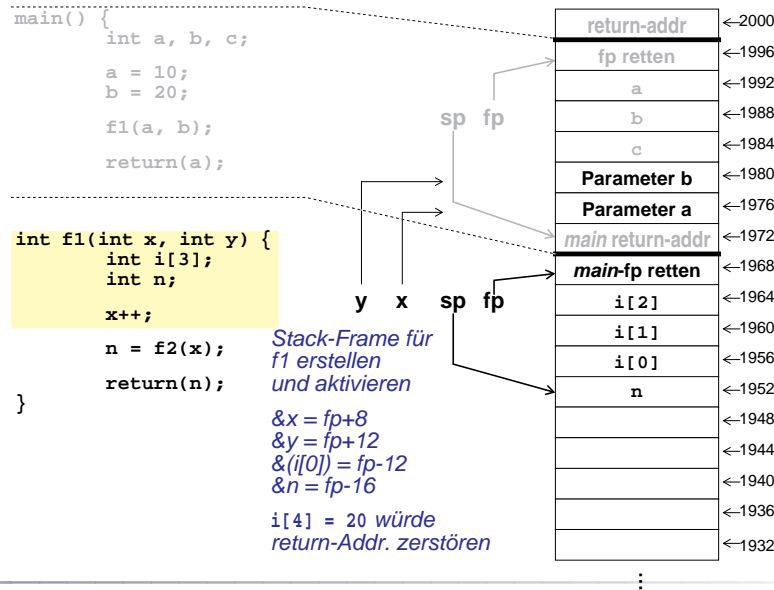 main() {
int a, b, c;
a = 10;
b = 20;
f1(a, b);
return(a);
int f1(int x, int y) {
int i[3];
int n;
x++;
n = f2(x);
return(n);
}
sp fp
y x sp fp
Stack-Frame für
f1 erstellen
und aktivieren
&x = fp+8
&y = fp+12
&(i[0]) = fp-12
&n = fp-16
i[4] = 20 würde
return-Addr. zerstören
return-addr 2000
fp retten 1996
a 1992
b 1988
c 1984
Parameter b 1980
Parameter a 1976
main return-addr 1972
main-fp retten 1968
i[2] 1964
i[1] 1960
i[0] 1956
n 1952
1948
1944
1940
1936
1932